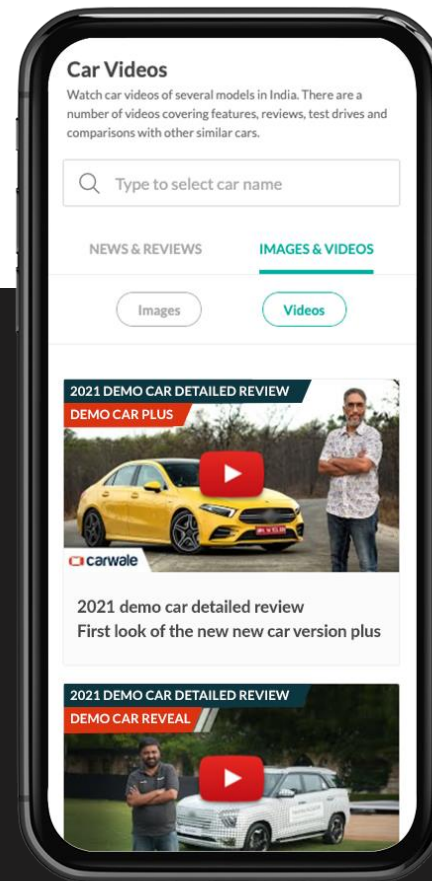 Car Videos
Watch car videos of several models in India. There are a
number of videos covering features, reviews, test drives and
comparisons with other similar cars.
Type to select car name
NEWS & REVIEWS
IMAGES & VIDEOS
Images
Videos
2021 DEMO CAR DETAILED REVIEW
DEMO CAR PLUS
carwale
2021 demo car detailed review
First look of the new new car version plus
2021 DEMO CAR DETAILED REVIEW
DEMO CAR REVEAL